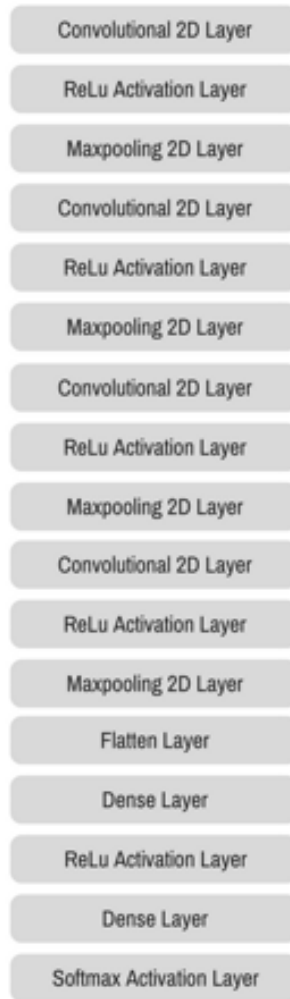 Convolutional 2D Layer
ReLu Activation Layer
Maxpooling 2D Layer
Convolutional 2D Layer
ReLu Activation Layer
Maxpooling 2D Layer
Convolutional 2D Layer
ReLu Activation Layer
Maxpooling 2D Layer
Convolutional 2D Layer
ReLu Activation Layer
Maxpooling 2D Layer
Flatten Layer
Dense Layer
ReLu Activation Layer
Dense Layer
Softmax Activation Layer